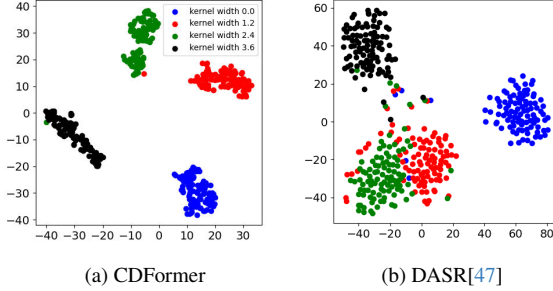 kernel width 0.0
kernel width 1.2
kernel width 2.4
kernel width 3.6
40
30
20
10
0
−10
−20
−30
−40
−40 −30 −20 −10 0 10 20 30
60
40
20
0
−20
−40
−40 −20 0 20 40 60 80
(a) CDFormer
(b) DASR[47]